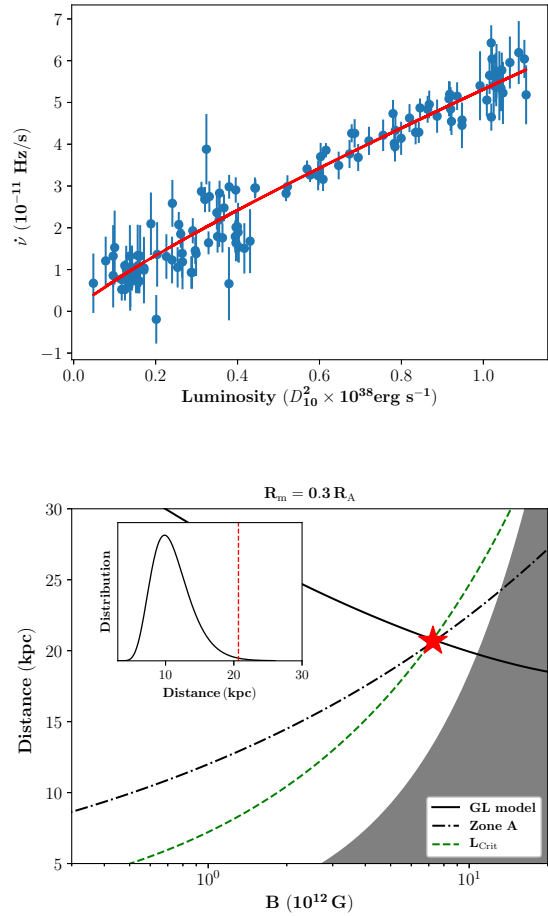 7
6
5
4
3
2
1
0
−1
ν̇ (10⁻¹¹ Hz/s)
0.0 0.2 0.4 0.6 0.8 1.0
Luminosity (D²₁₀ × 10³⁸erg s⁻¹)
Rₘ = 0.3 R_A
30
25
20
15
10
5
Distance (kpc)
Distribution
10 20 30
Distance (kpc)
GL model
Zone A
L_Crit
10⁰ 10¹
B (10¹² G)